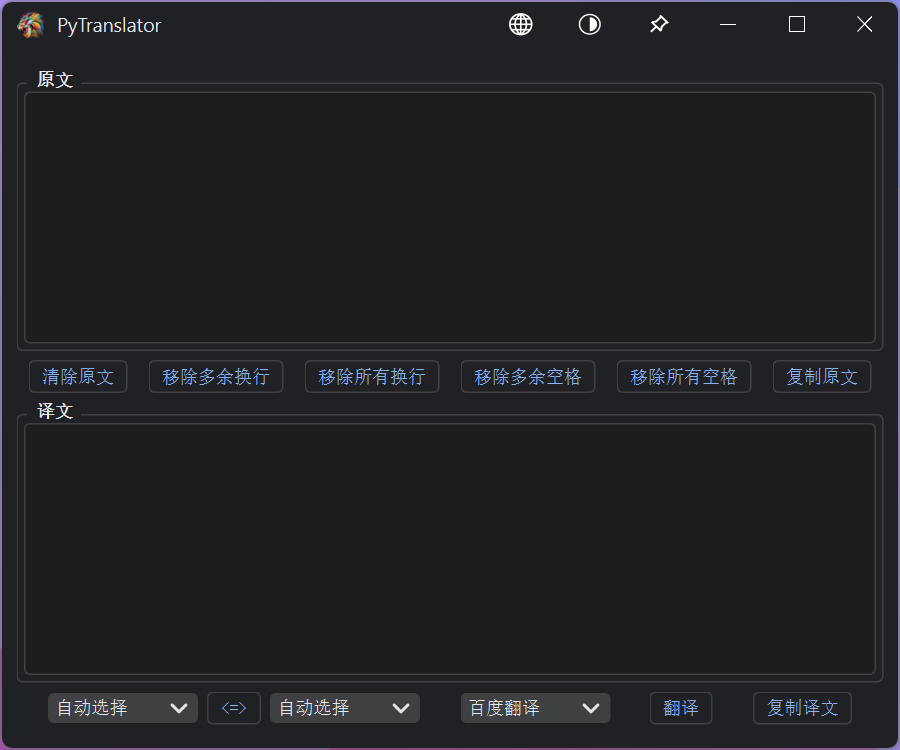 PyTranslator
原文
清除原文 移除多余换行 移除所有换行 移除多余空格 移除所有空格 复制原文
译文
自动选择 <=> 自动选择 百度翻译 翻译 复制译文